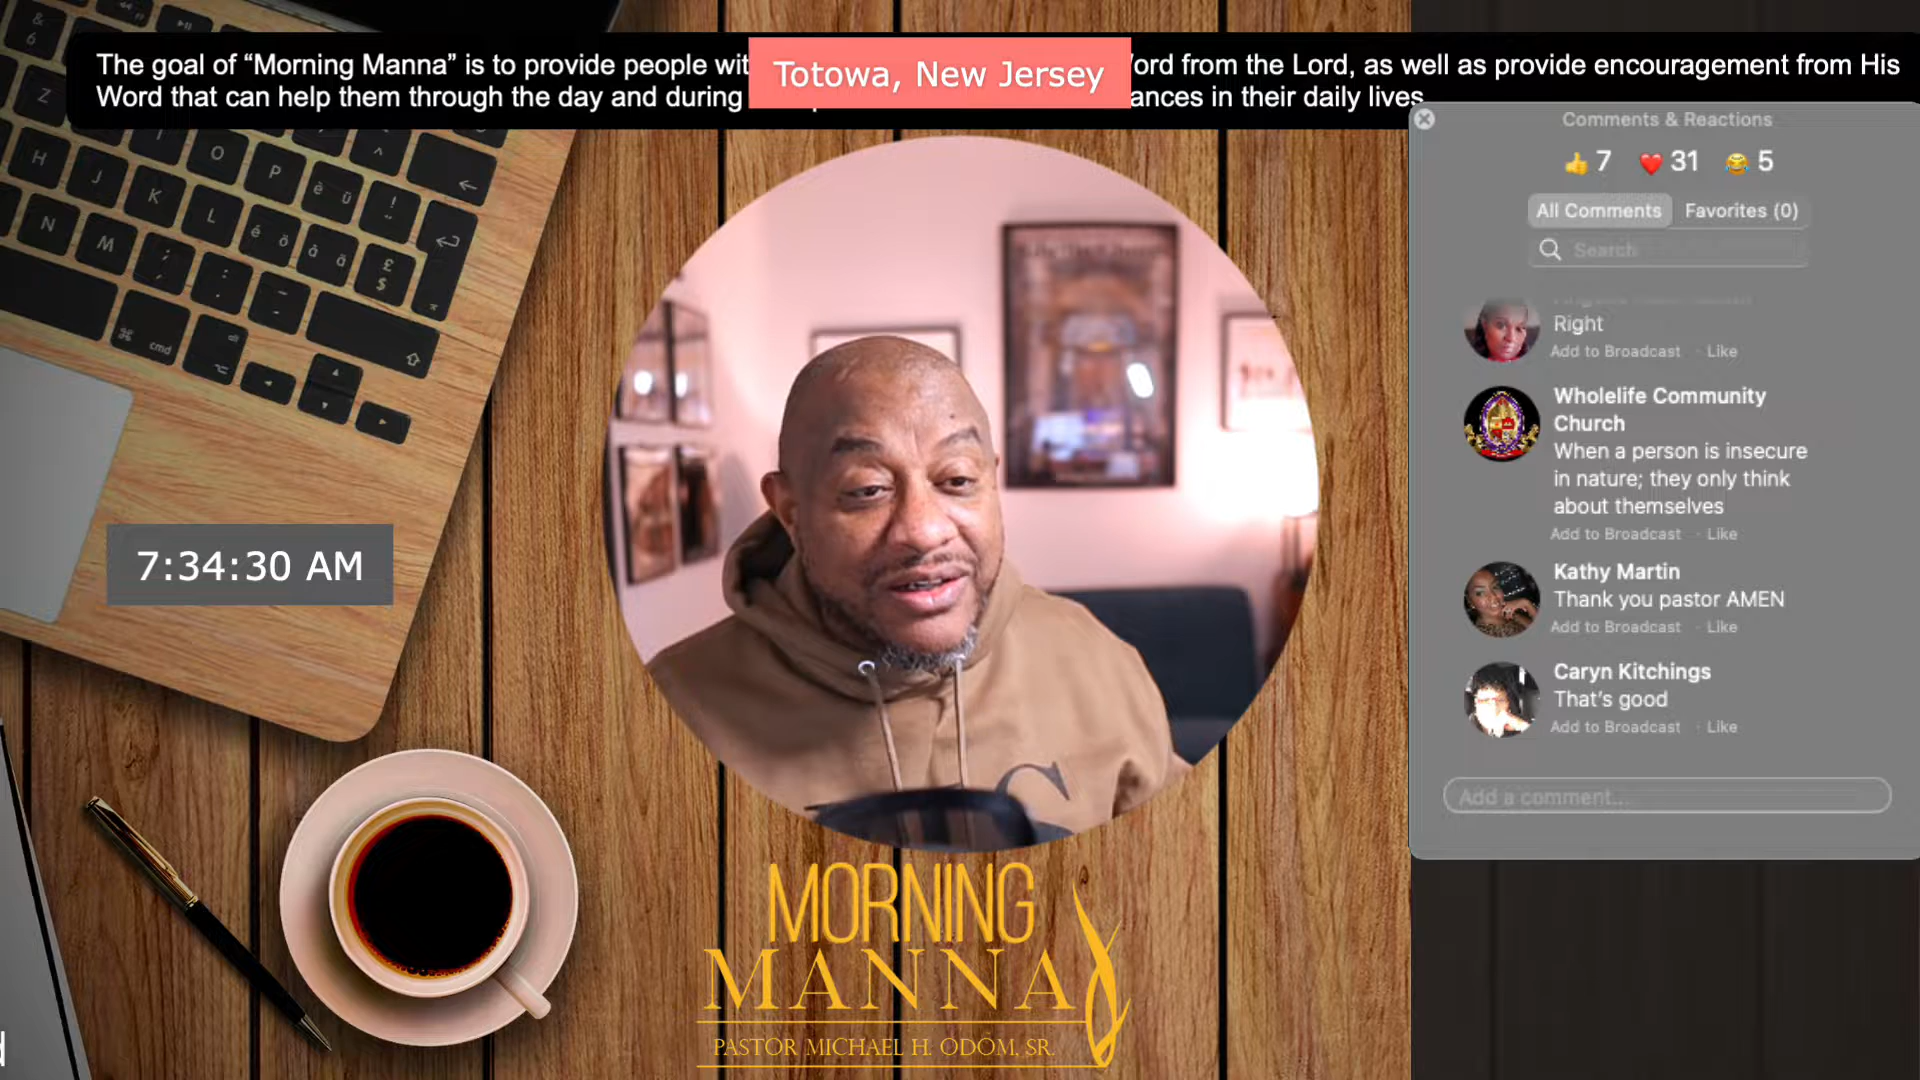 The goal of “Morning Manna” is to provide people wit
Totowa, New Jersey
ord from the Lord, as well as provide encouragement from His
Word that can help them through the day and during
ances in their daily lives.
Comments & Reactions
👍 7 ❤️ 31 😂 5
All Comments Favorites (0)
Search
Right
Add to Broadcast · Like
Wholelife Community
Church
When a person is insecure
in nature; they only think
about themselves
Add to Broadcast · Like
Kathy Martin
Thank you pastor AMEN
Add to Broadcast · Like
Caryn Kitchings
That's good
Add to Broadcast · Like
Add a comment...
7:34:30 AM
MORNING
MANNA
PASTOR MICHAEL H. ODOM, SR.